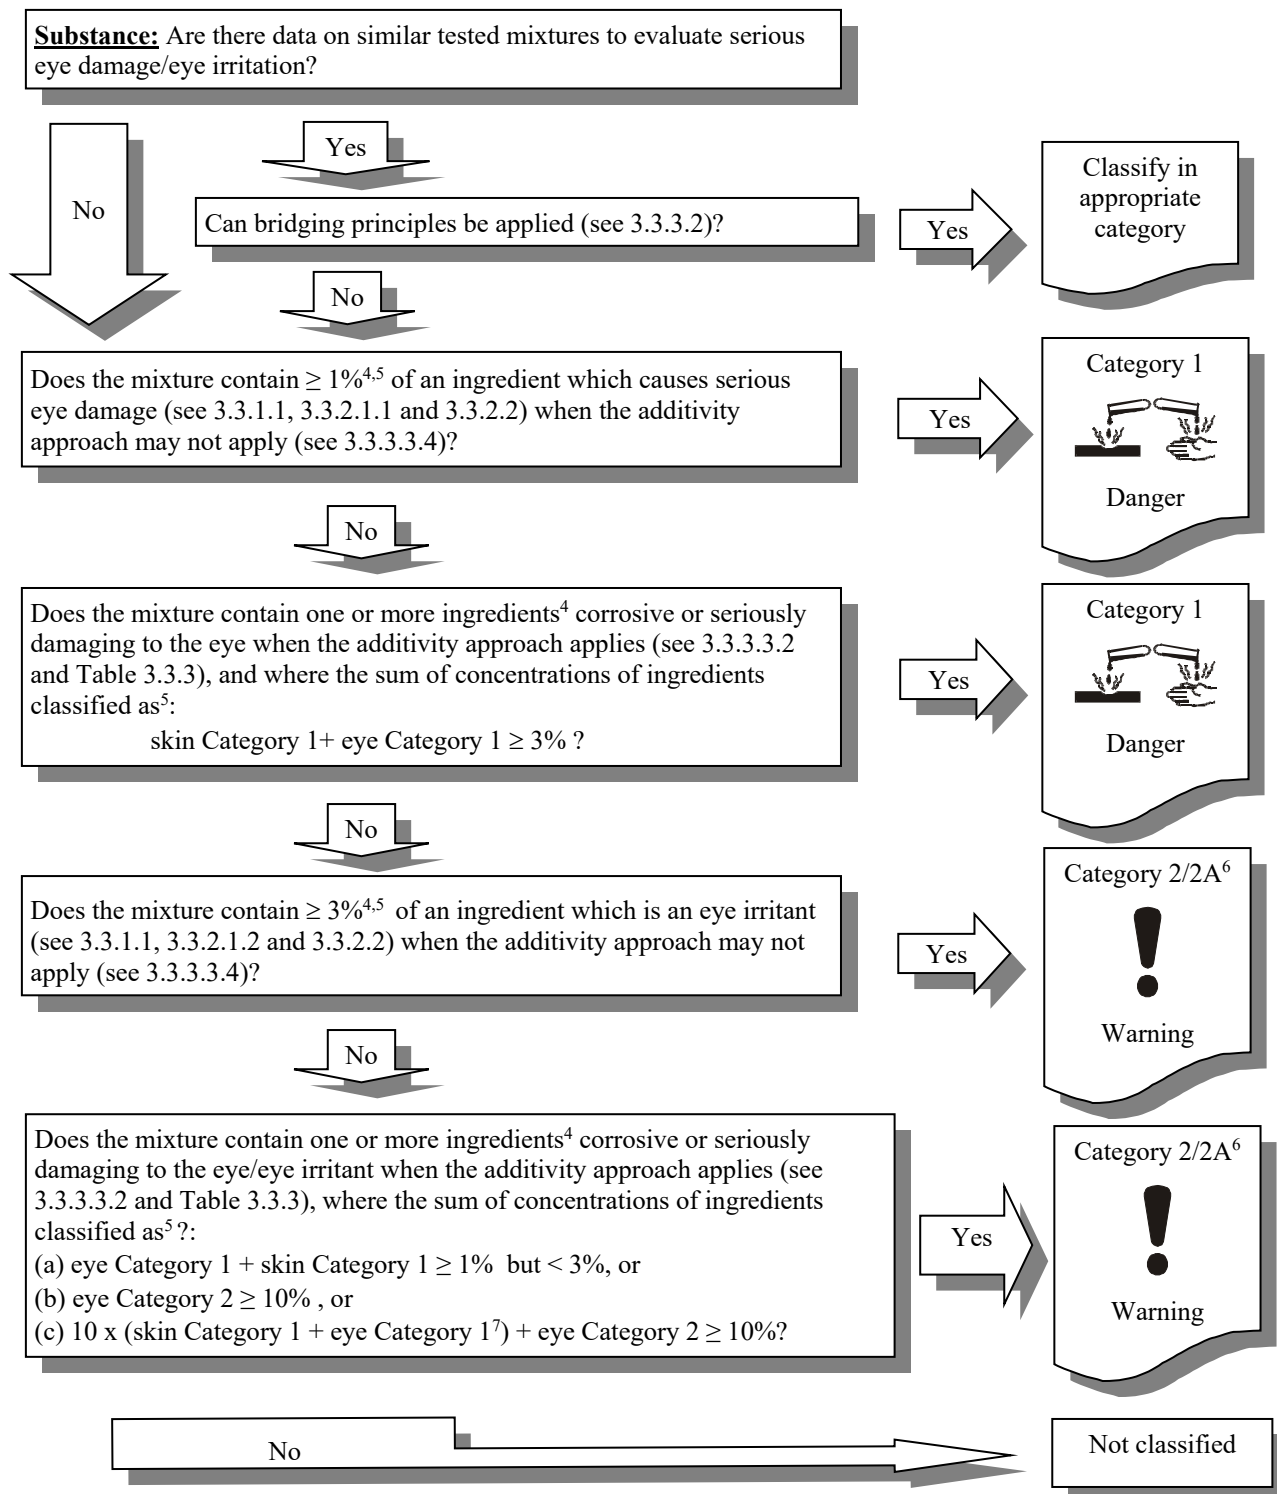 Substance: Are there data on similar tested mixtures to evaluate serious
eye damage/eye irritation?
No
Yes
Can bridging principles be applied (see 3.3.3.2)?
Yes
Classify in
appropriate
category
No
Does the mixture contain ≥ 1%⁴,⁵ of an ingredient which causes serious
eye damage (see 3.3.1.1, 3.3.2.1.1 and 3.3.2.2) when the additivity
approach may not apply (see 3.3.3.3.4)?
Yes
Category 1
Danger
No
Does the mixture contain one or more ingredients⁴ corrosive or seriously
damaging to the eye when the additivity approach applies (see 3.3.3.3.2
and Table 3.3.3), and where the sum of concentrations of ingredients
classified as⁵:
skin Category 1+ eye Category 1 ≥ 3% ?
Yes
Category 1
Danger
No
Does the mixture contain ≥ 3%⁴,⁵ of an ingredient which is an eye irritant
(see 3.3.1.1, 3.3.2.1.2 and 3.3.2.2) when the additivity approach may not
apply (see 3.3.3.3.4)?
Yes
Category 2/2A⁶
Warning
No
Does the mixture contain one or more ingredients⁴ corrosive or seriously
damaging to the eye/eye irritant when the additivity approach applies (see
3.3.3.3.2 and Table 3.3.3), where the sum of concentrations of ingredients
classified as⁵ ?:
(a) eye Category 1 + skin Category 1 ≥ 1% but < 3%, or
(b) eye Category 2 ≥ 10% , or
(c) 10 x (skin Category 1 + eye Category 1⁷) + eye Category 2 ≥ 10%?
Yes
Category 2/2A⁶
Warning
No
Not classified